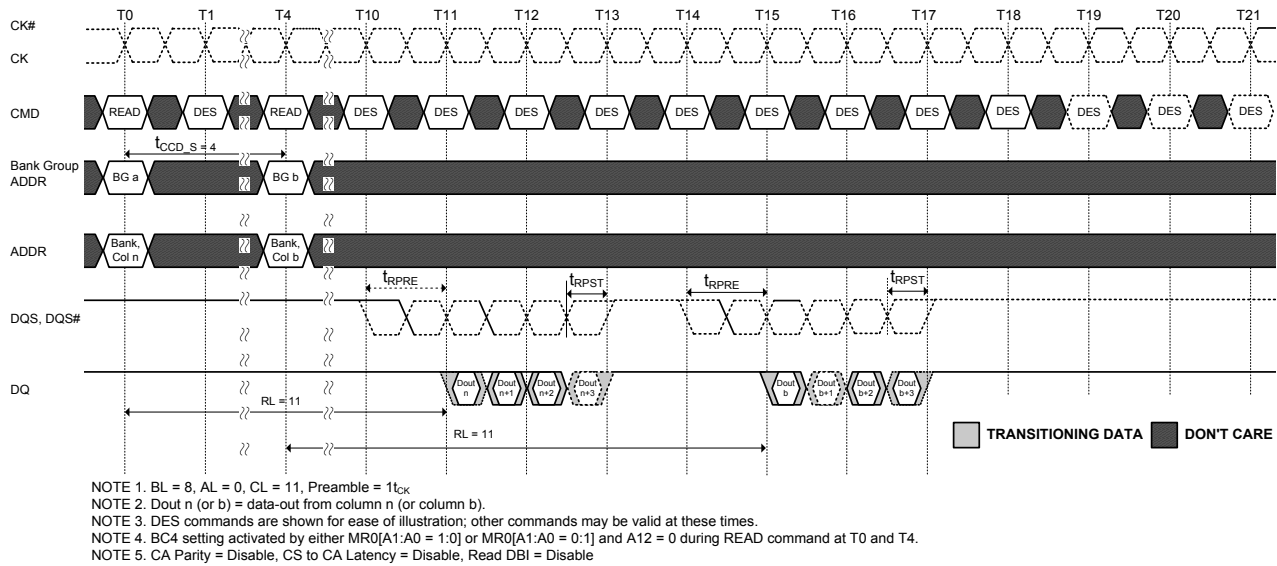 T0 T1 T4 T10 T11 T12 T13 T14 T15 T16 T17 T18 T19 T20 T21
CK#
CK
CMD READ DES READ DES DES DES DES DES DES DES DES DES DES DES DES
tCCD_S = 4
Bank Group
ADDR
BG a BG b
ADDR
Bank,
Col n
Bank,
Col b
tRPRE tRPST tRPRE tRPST
DQS, DQS#
DQ
Dout
n
Dout
n+1
Dout
n+2
Dout
n+3
Dout
b
Dout
b+1
Dout
b+2
Dout
b+3
RL = 11
RL = 11
TRANSITIONING DATA DON'T CARE
NOTE 1. BL = 8, AL = 0, CL = 11, Preamble = 1tCK
NOTE 2. Dout n (or b) = data-out from column n (or column b).
NOTE 3. DES commands are shown for ease of illustration; other commands may be valid at these times.
NOTE 4. BC4 setting activated by either MR0[A1:A0 = 1:0] or MR0[A1:A0 = 0:1] and A12 = 0 during READ command at T0 and T4.
NOTE 5. CA Parity = Disable, CS to CA Latency = Disable, Read DBI = Disable